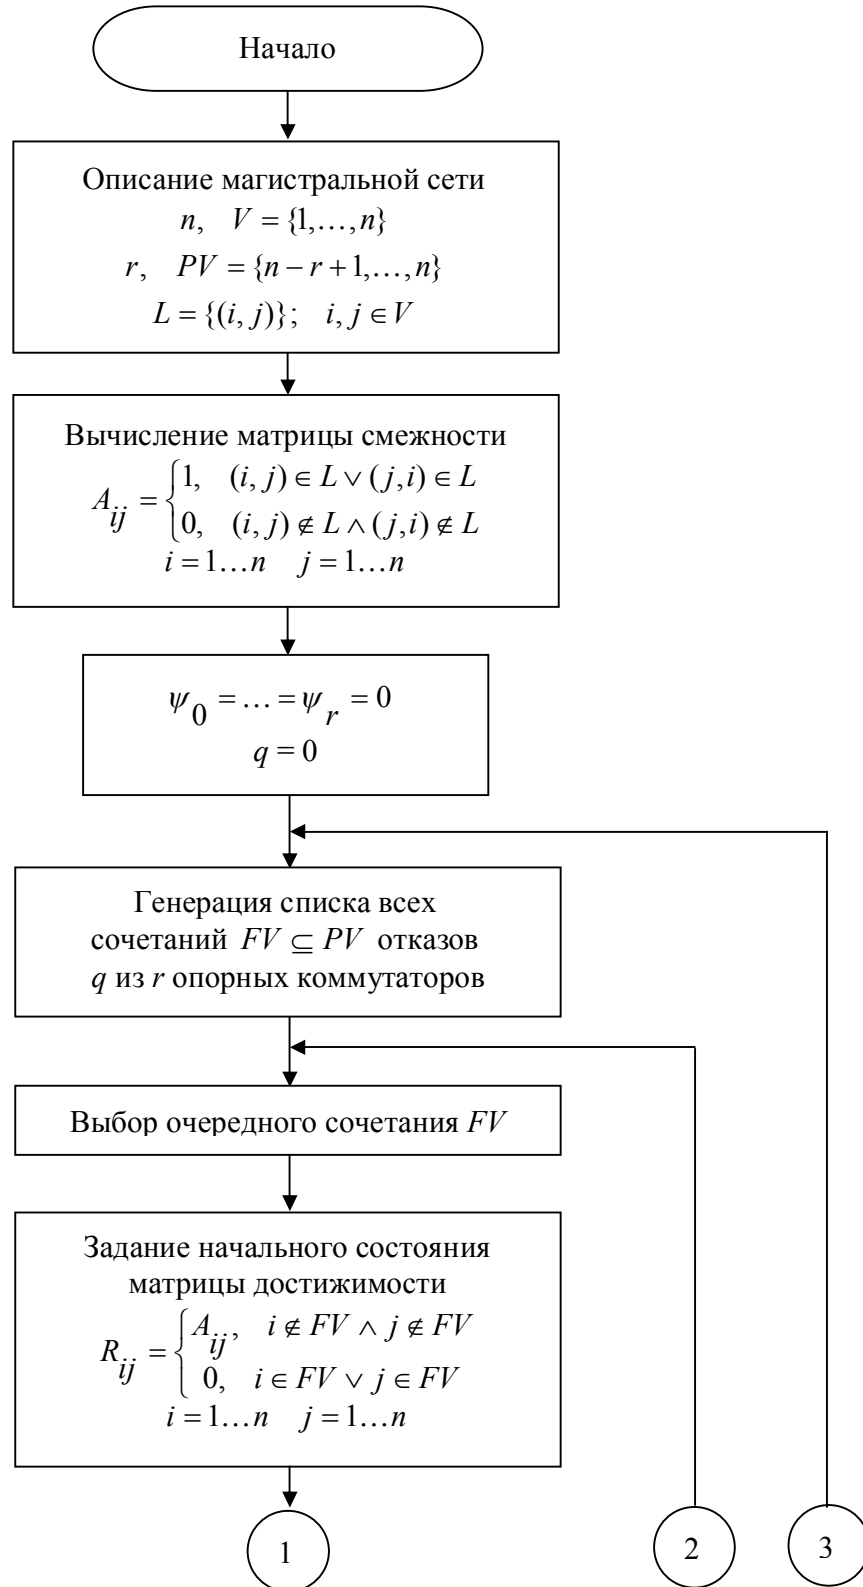 Начало
Описание магистральной сети
n, V = {1,…,n}
r, PV = {n − r + 1,…,n}
L = {(i, j)}; i, j ∈ V
Вычисление матрицы смежности
A_ij = { 1, (i, j) ∈ L ∨ (j,i) ∈ L
0, (i, j) ∉ L ∧ (j,i) ∉ L
i = 1…n j = 1…n
ψ_0 = … = ψ_r = 0
q = 0
Генерация списка всех
сочетаний FV ⊆ PV отказов
q из r опорных коммутаторов
Выбор очередного сочетания FV
Задание начального состояния
матрицы достижимости
R_ij = { A_ij, i ∉ FV ∧ j ∉ FV
0, i ∈ FV ∨ j ∈ FV
i = 1…n j = 1…n
1 2 3